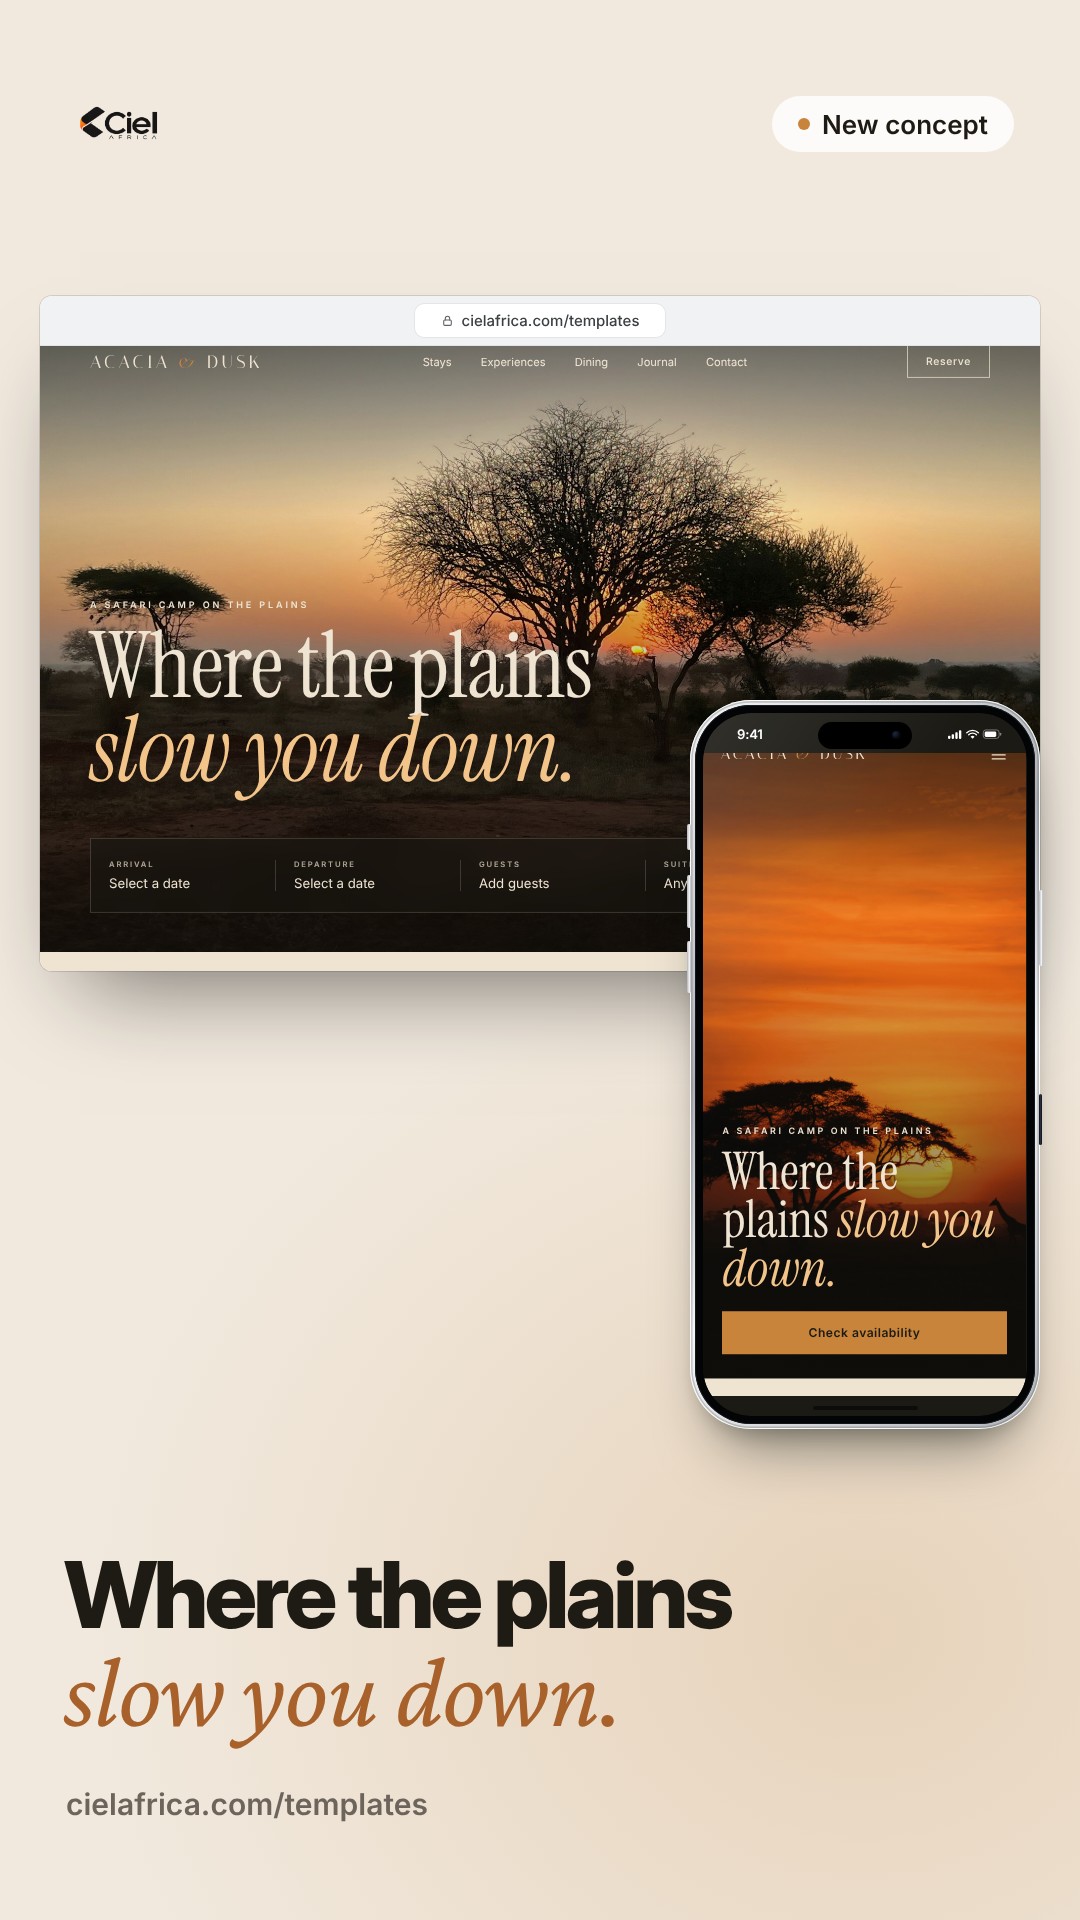 Ciel
AFRICA
New concept
cielafrica.com/templates
ACACIA & DUSK
Stays
Experiences
Dining
Journal
Contact
Reserve
A SAFARI CAMP ON THE PLAINS
Where the plains
slow you down.
ARRIVAL
Select a date
DEPARTURE
Select a date
GUESTS
Add guests
9:41
ACACIA & DUSK
A SAFARI CAMP ON THE PLAINS
Where the
plains slow you
down.
Check availability
Where the plains
slow you down.
cielafrica.com/templates